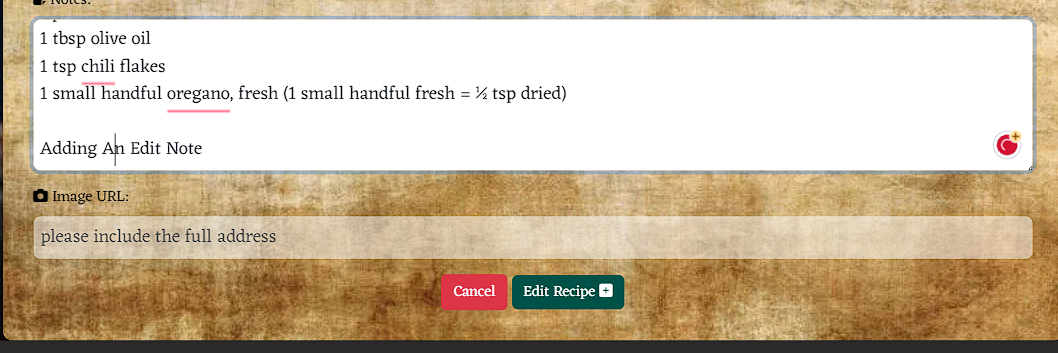 Notes:
1 tbsp olive oil
1 tsp chili flakes
1 small handful oregano, fresh (1 small handful fresh = ½ tsp dried)
Adding An Edit Note
Image URL:
please include the full address
Cancel
Edit Recipe